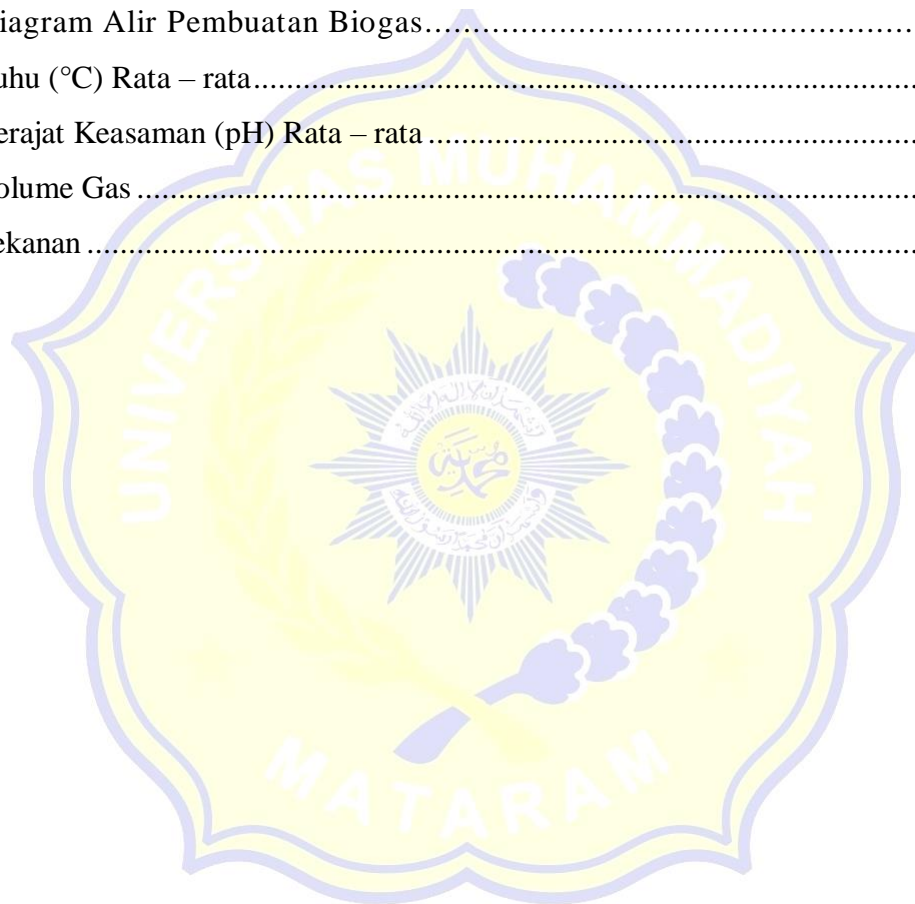 iagram Alir Pembuatan Biogas.......................................................
uhu (°C) Rata – rata.......................................................
erajat Keasaman (pH) Rata – rata.......................................................
olume Gas.......................................................
ekanan.......................................................
UNIVERSITAS MUHAMMADIYAH
MATARAM